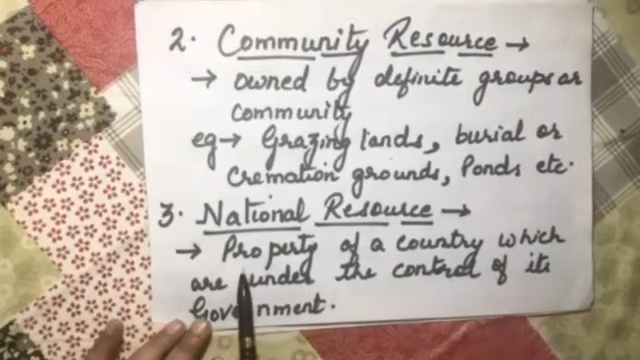 2. Community Resource →
→ owned by definite groups or
community
eg → Grazing lands, burial or
Cremation grounds, Ponds etc.
3. National Resource →
→ Property of a country which
are under the control of its
Government.